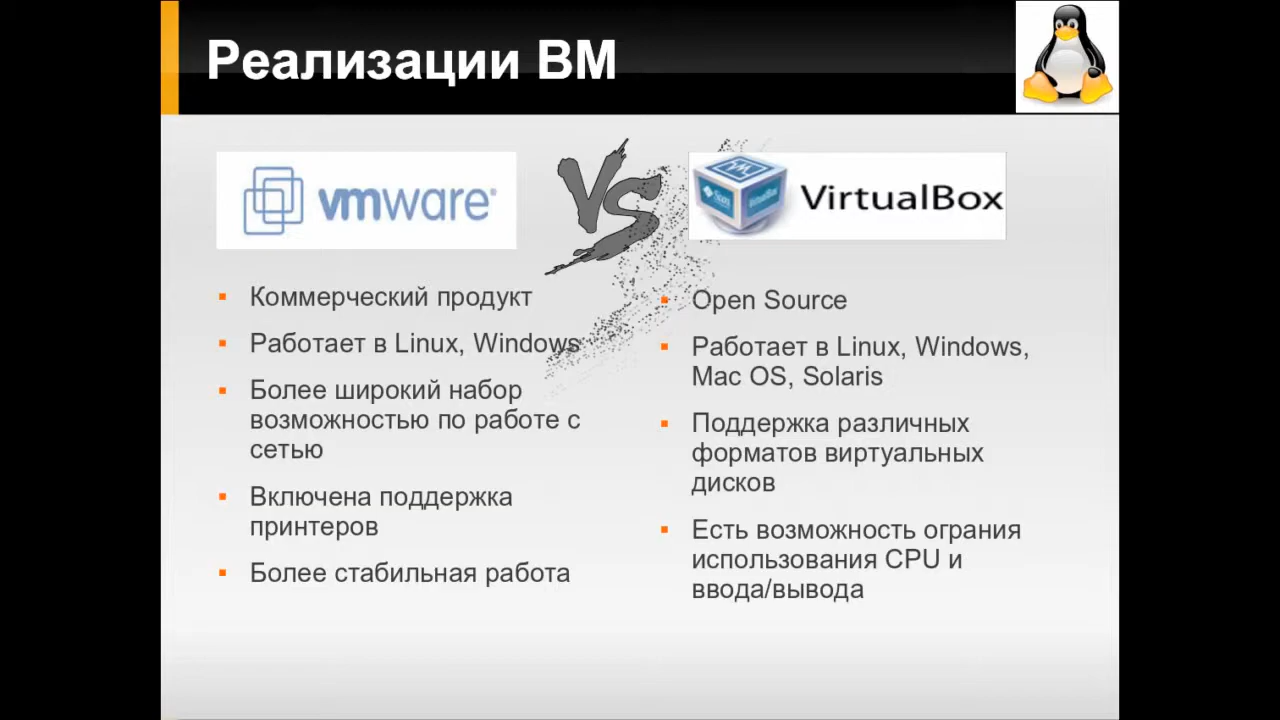 Реализации ВМ
vmware®
VS
VirtualBox
Коммерческий продукт
Работает в Linux, Windows
Более широкий набор
возможностью по работе с
сетью
Включена поддержка
принтеров
Более стабильная работа
Open Source
Работает в Linux, Windows,
Mac OS, Solaris
Поддержка различных
форматов виртуальных
дисков
Есть возможность ограния
использования CPU и
ввода/вывода